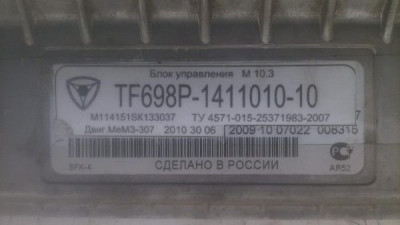 Блок управления М 10.3
TF698P-1411010-10
M114151SK133037 ТУ 4571-015-25371983-2007
Двиг.МеМЗ-307 2010 30 06 2009 10 07022 008315
СДЕЛАНО В РОССИИ